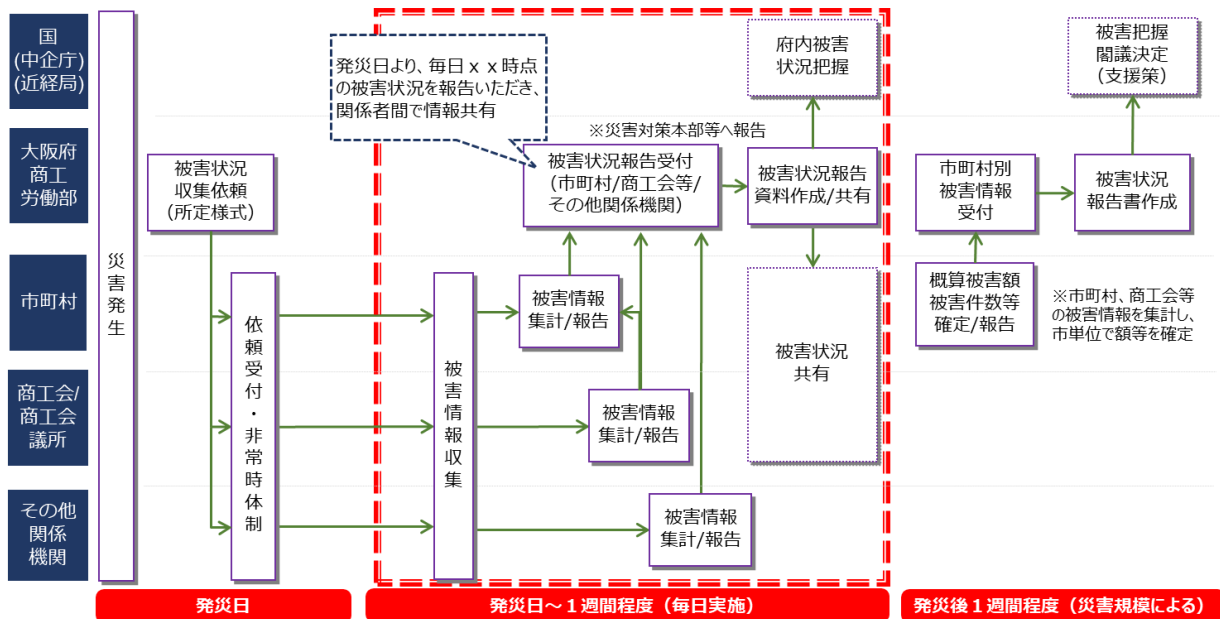 国
(中企庁)
(近経局)
大阪府
商工
労働部
市町村
商工会/
商工会
議所
その他
関係
機関
災害発生
被害状況
収集依頼
(所定様式)
依頼受付・非常時体制
発災日より、毎日ｘｘ時点
の被害状況を報告いただき、
関係者間で情報共有
※災害対策本部等へ報告
被害状況報告受付
(市町村/商工会等/
その他関係機関)
被害情報収集
被害情報
集計/報告
被害情報
集計/報告
被害情報
集計/報告
府内被害
状況把握
被害状況報告
資料作成/共有
被害状況
共有
被害把握
閣議決定
(支援策)
市町村別
被害情報
受付
被害状況
報告書作成
概算被害額
被害件数等
確定/報告
※市町村、商工会等
の被害情報を集計し、
市単位で額等を確定
発災日
発災日～１週間程度（毎日実施）
発災後１週間程度（災害規模による）